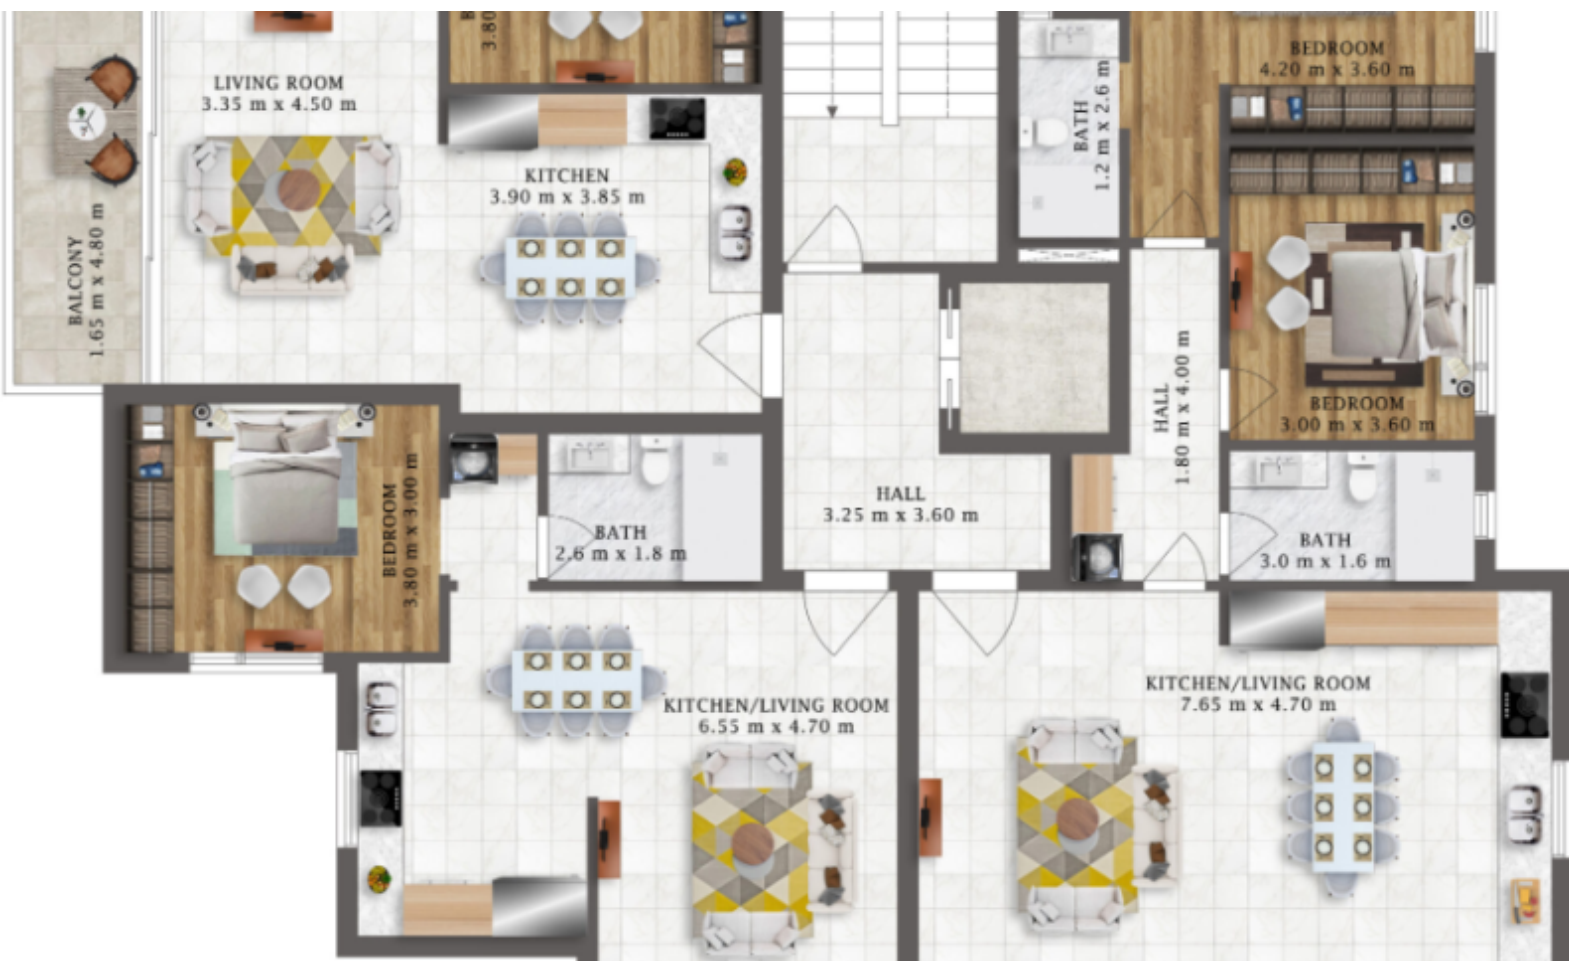 B
3.80
BEDROOM
4.20 m x 3.60 m
LIVING ROOM
3.35 m x 4.50 m
BATH
1.2 m x 2.6 m
KITCHEN
3.90 m x 3.85 m
BALCONY
1.65 m x 4.80 m
HALL
1.80 m x 4.00 m
BEDROOM
3.00 m x 3.60 m
BEDROOM
3.80 m x 3.00 m
HALL
3.25 m x 3.60 m
BATH
2.6 m x 1.8 m
BATH
3.0 m x 1.6 m
KITCHEN/LIVING ROOM
6.55 m x 4.70 m
KITCHEN/LIVING ROOM
7.65 m x 4.70 m